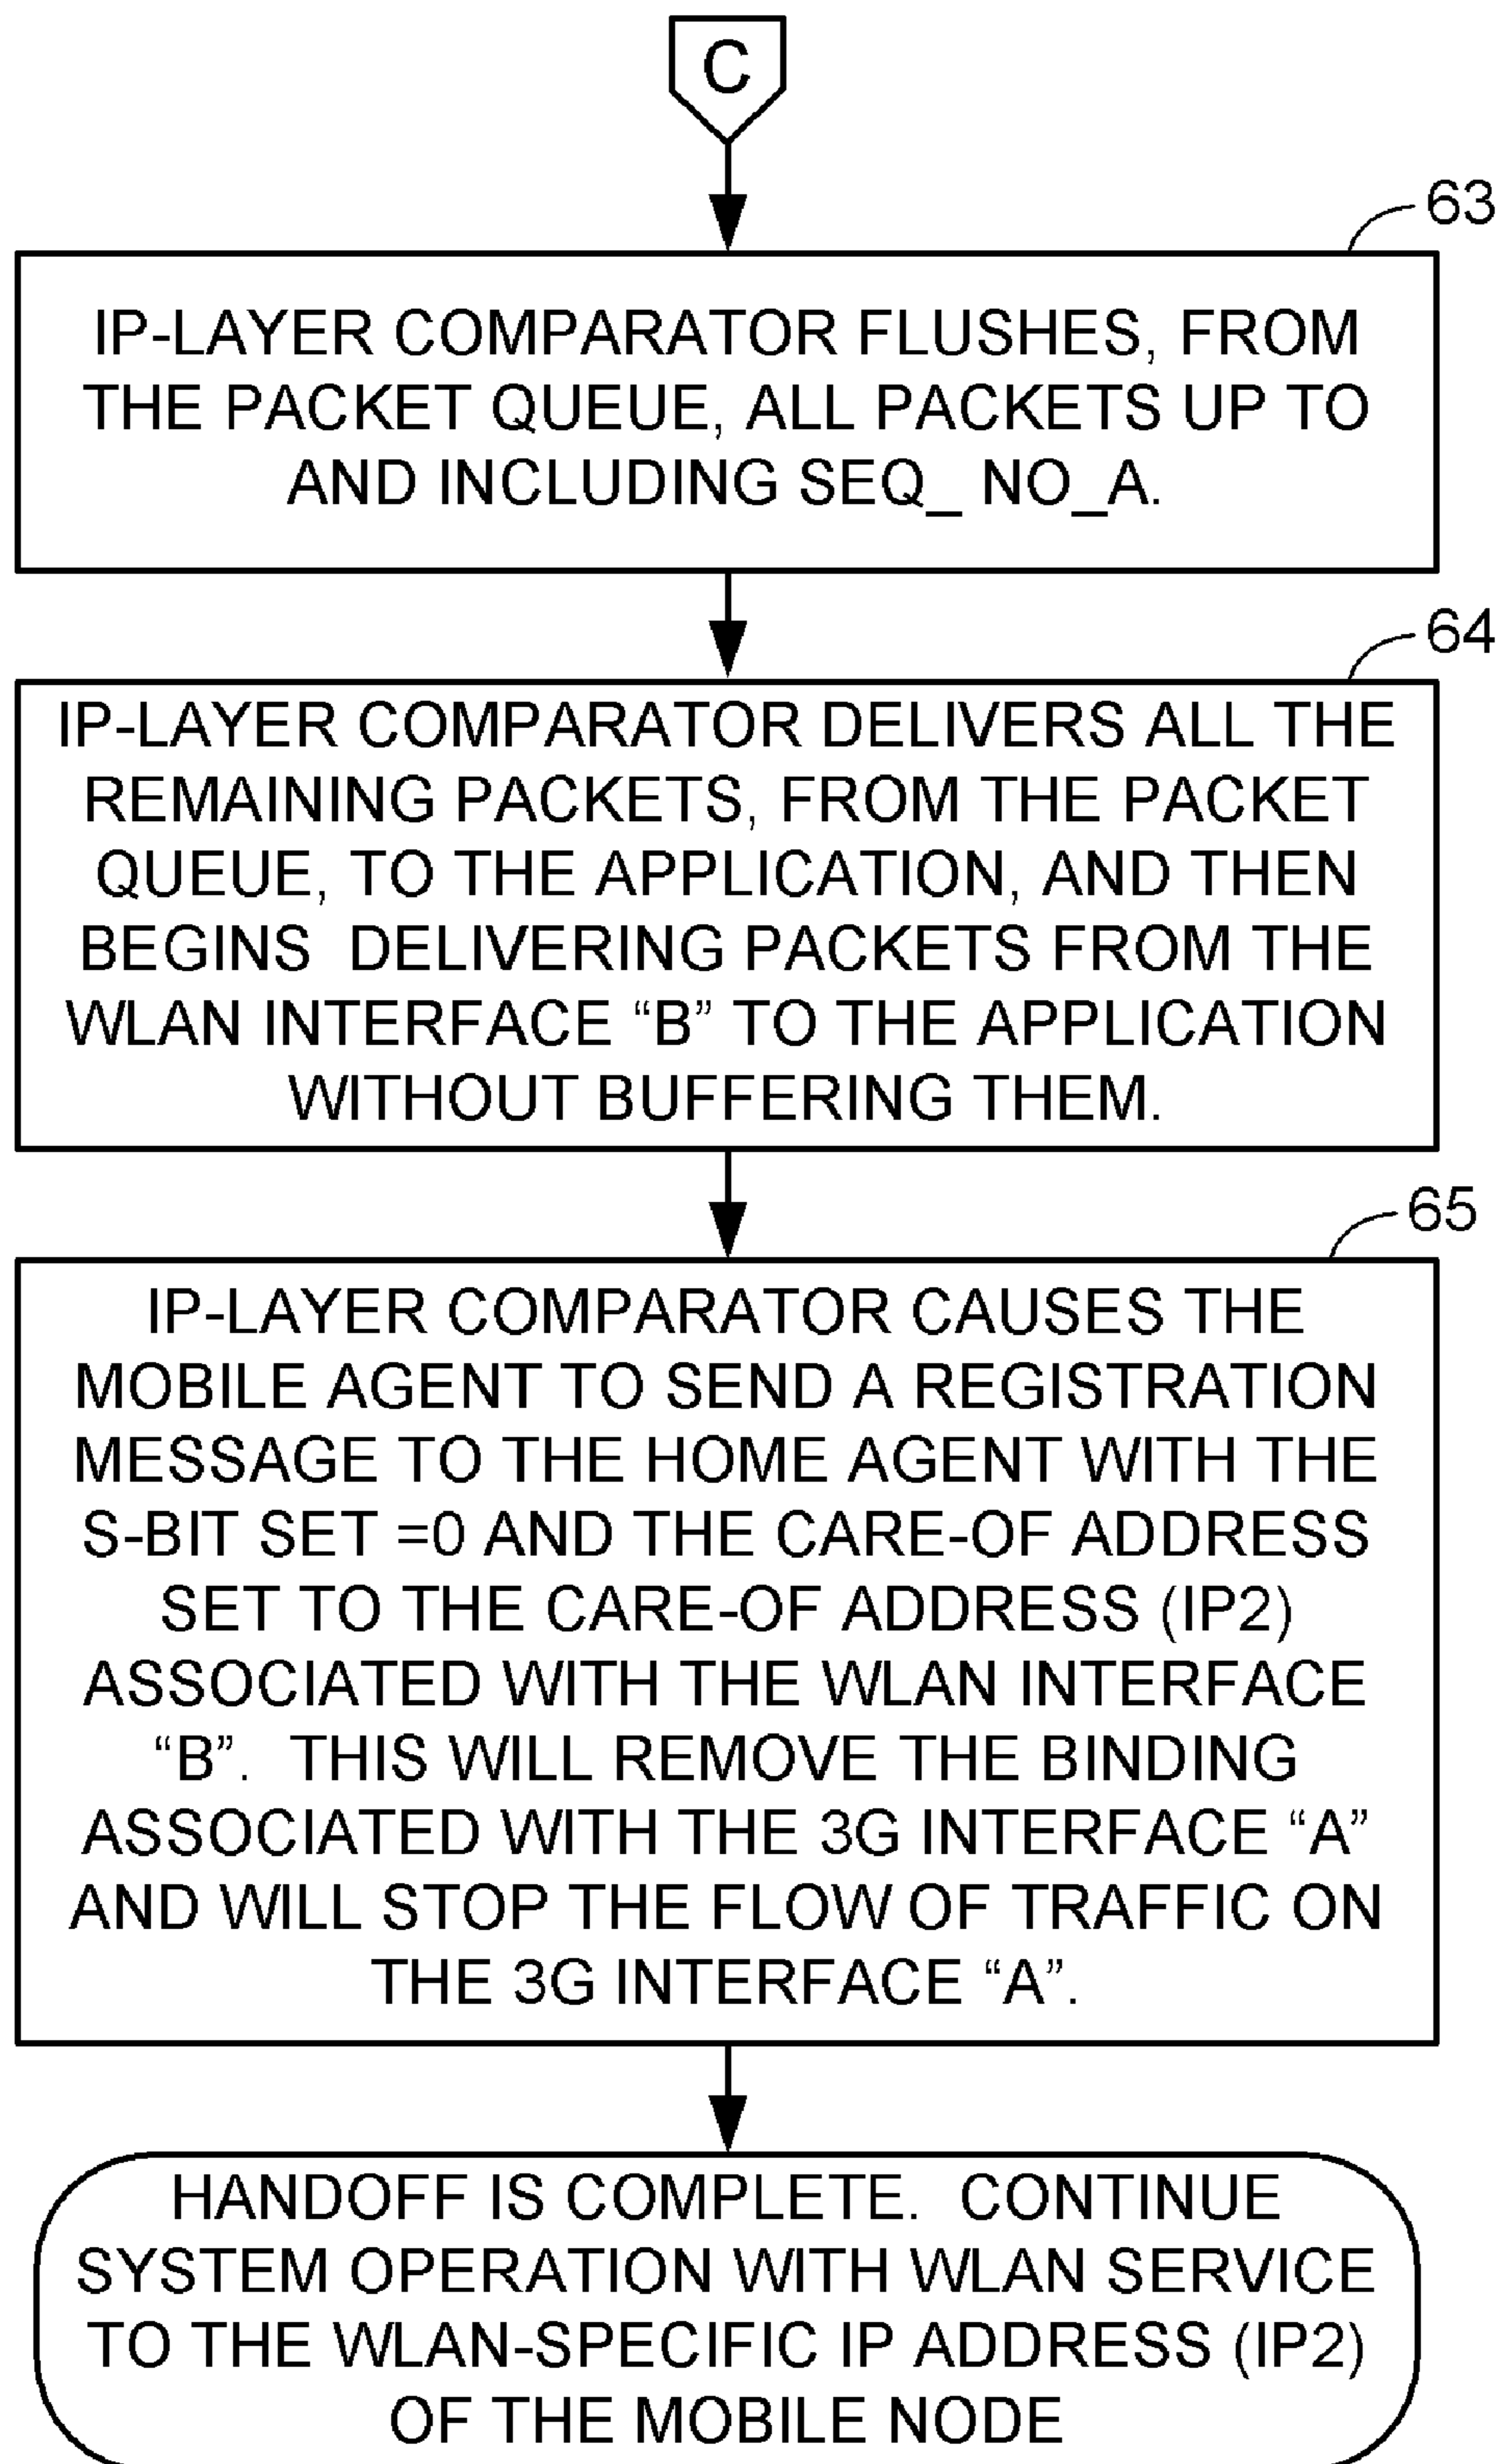 C
63
IP-LAYER COMPARATOR FLUSHES, FROM
THE PACKET QUEUE, ALL PACKETS UP TO
AND INCLUDING SEQ_ NO_A.
64
IP-LAYER COMPARATOR DELIVERS ALL THE
REMAINING PACKETS, FROM THE PACKET
QUEUE, TO THE APPLICATION, AND THEN
BEGINS  DELIVERING PACKETS FROM THE
WLAN INTERFACE “B” TO THE APPLICATION
WITHOUT BUFFERING THEM.
65
IP-LAYER COMPARATOR CAUSES THE
MOBILE AGENT TO SEND A REGISTRATION
MESSAGE TO THE HOME AGENT WITH THE
S-BIT SET =0 AND THE CARE-OF ADDRESS
SET TO THE CARE-OF ADDRESS (IP2)
ASSOCIATED WITH THE WLAN INTERFACE
“B”.  THIS WILL REMOVE THE BINDING
ASSOCIATED WITH THE 3G INTERFACE “A”
AND WILL STOP THE FLOW OF TRAFFIC ON
THE 3G INTERFACE “A”.
HANDOFF IS COMPLETE.  CONTINUE
SYSTEM OPERATION WITH WLAN SERVICE
TO THE WLAN-SPECIFIC IP ADDRESS (IP2)
OF THE MOBILE NODE